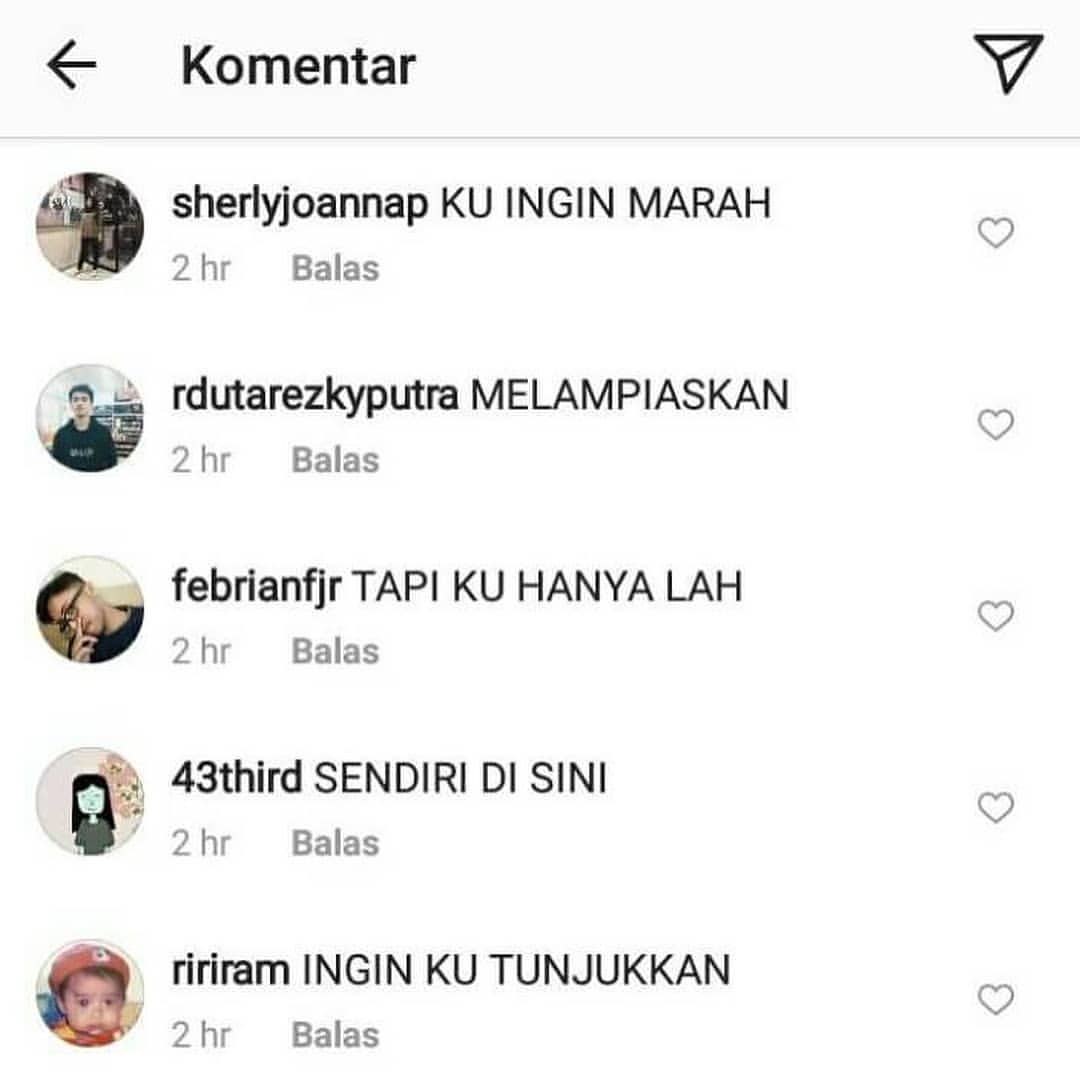 Komentar
sherlyjoannap KU INGIN MARAH
2 hr Balas
rdutarezkyputra MELAMPIASKAN
2 hr Balas
febrianfjr TAPI KU HANYA LAH
2 hr Balas
43third SENDIRI DI SINI
2 hr Balas
ririram INGIN KU TUNJUKKAN
2 hr Balas